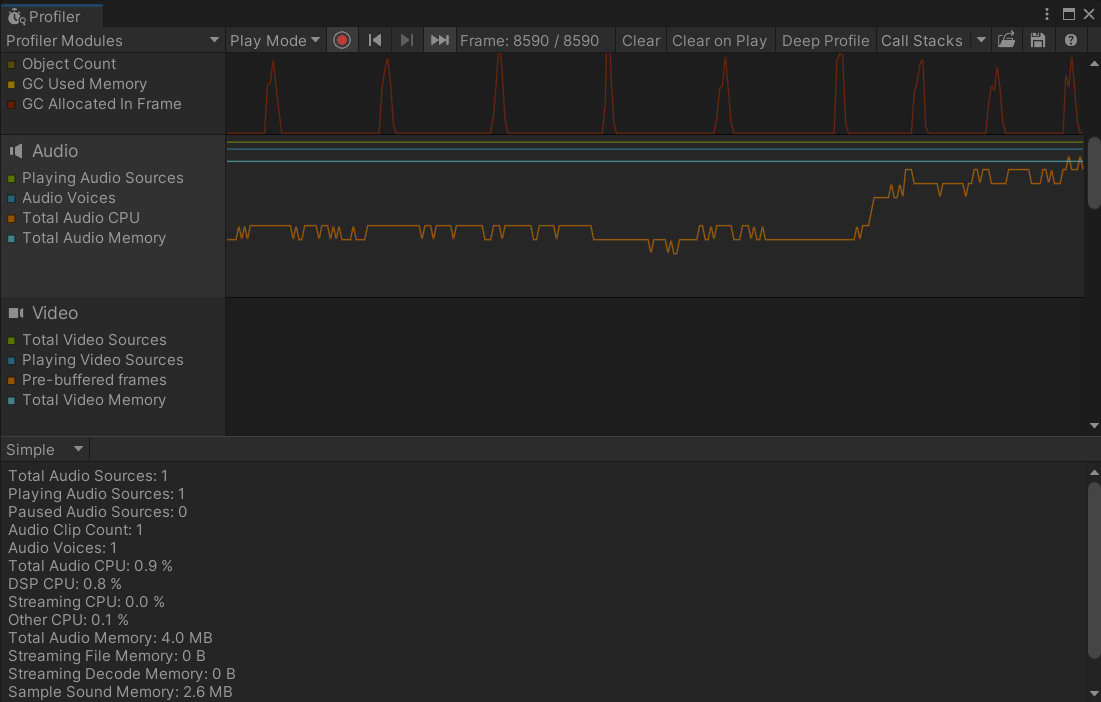 Profiler
Profiler Modules
Play Mode
Frame: 8590 / 8590
Clear
Clear on Play
Deep Profile
Call Stacks
Object Count
GC Used Memory
GC Allocated In Frame
Audio
Playing Audio Sources
Audio Voices
Total Audio CPU
Total Audio Memory
Video
Total Video Sources
Playing Video Sources
Pre-buffered frames
Total Video Memory
Simple
Total Audio Sources: 1
Playing Audio Sources: 1
Paused Audio Sources: 0
Audio Clip Count: 1
Audio Voices: 1
Total Audio CPU: 0.9 %
DSP CPU: 0.8 %
Streaming CPU: 0.0 %
Other CPU: 0.1 %
Total Audio Memory: 4.0 MB
Streaming File Memory: 0 B
Streaming Decode Memory: 0 B
Sample Sound Memory: 2.6 MB